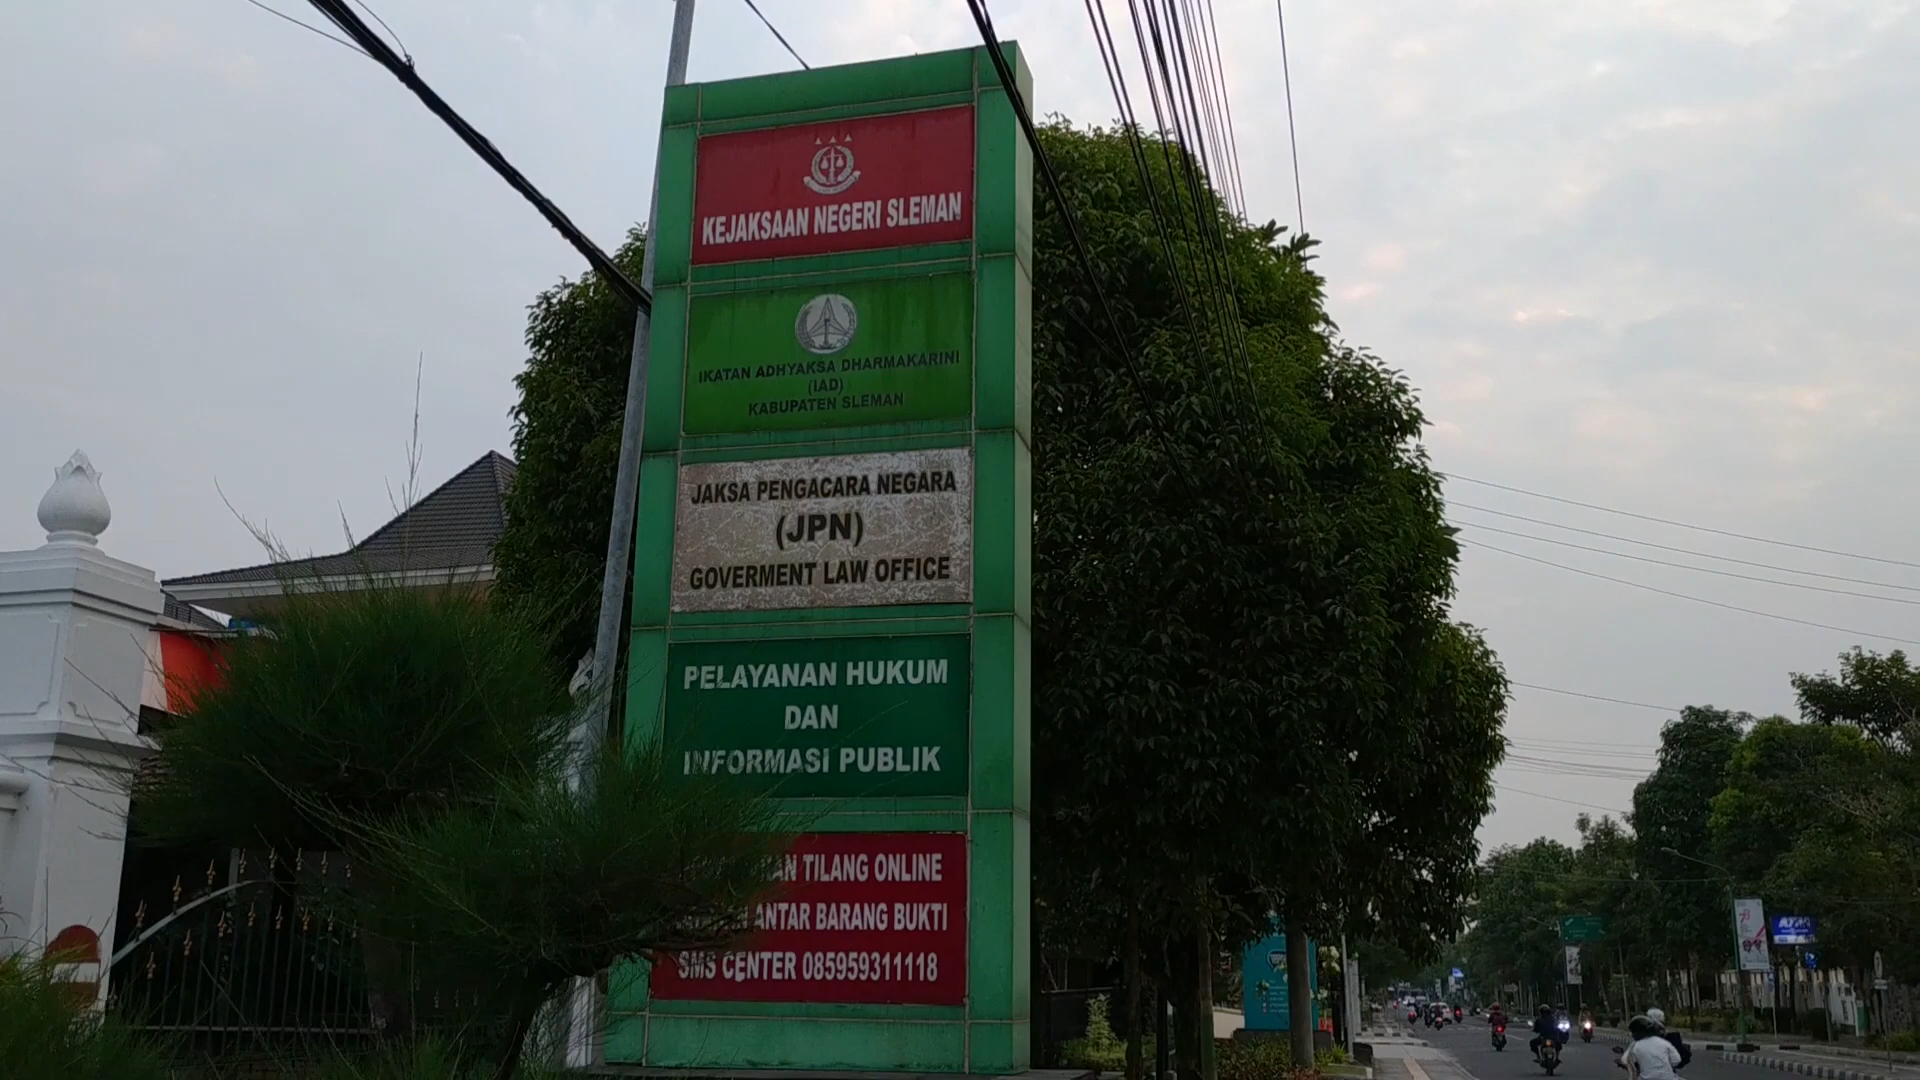 KEJAKSAAN NEGERI SLEMAN
IKATAN ADHYAKSA DHARMAKARINI
(IAD)
KABUPATEN SLEMAN
JAKSA PENGACARA NEGARA
(JPN)
GOVERMENT LAW OFFICE
PELAYANAN HUKUM
DAN
INFORMASI PUBLIK
TILANG ONLINE
ANTAR BARANG BUKTI
SMS CENTER 085959311118
ATM